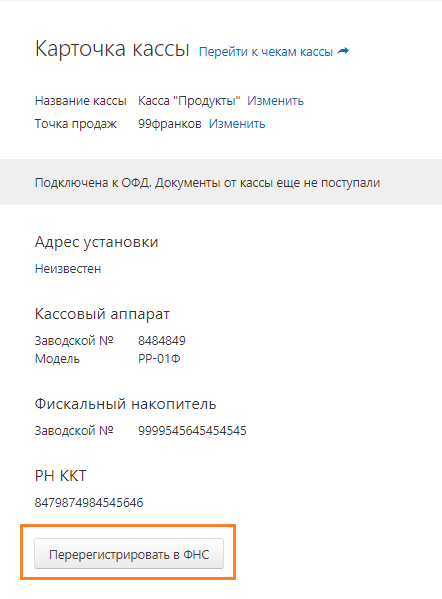 Карточка кассы Перейти к чекам кассы
Название кассы Касса "Продукты" Изменить
Точка продаж 99франков Изменить
Подключена к ОФД. Документы от кассы еще не поступали
Адрес установки
Неизвестен
Кассовый аппарат
Заводской № 8484849
Модель РР-01Ф
Фискальный накопитель
Заводской № 9999545645454545
РН ККТ
8479874984545646
Перерегистрировать в ФНС